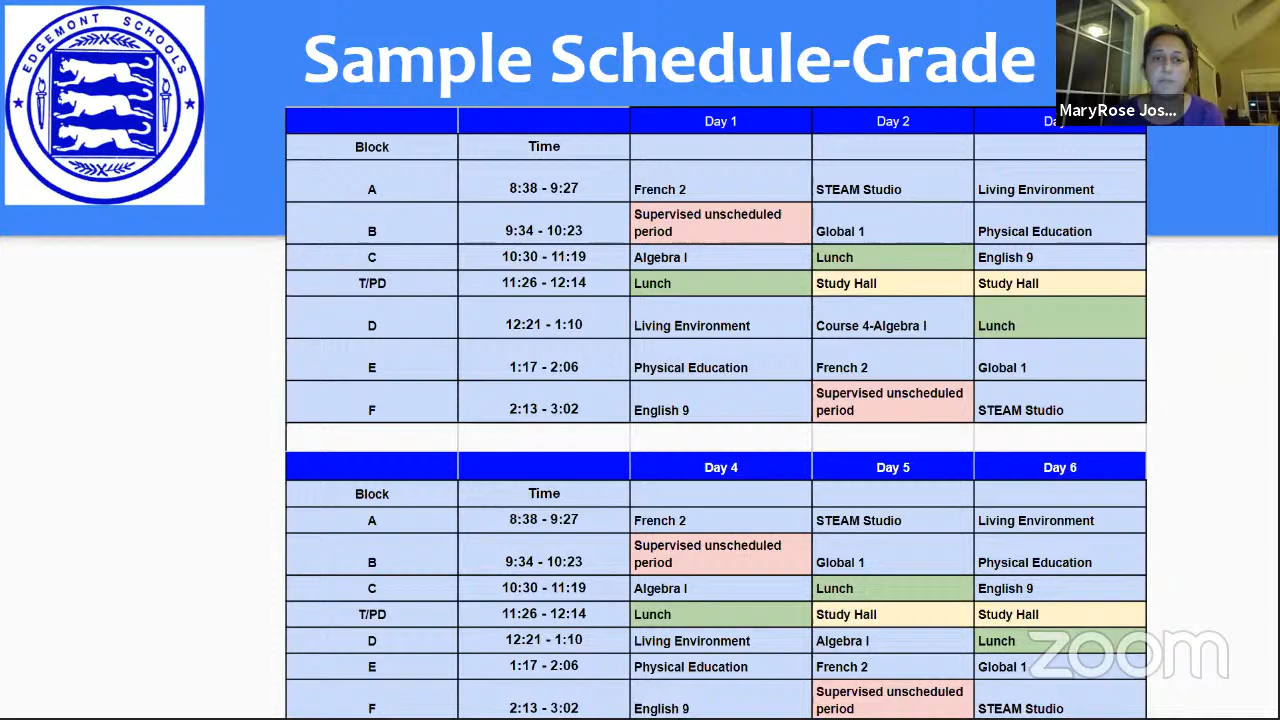 EDGEMONT SCHOOLS
Sample Schedule-Grade
MaryRose Jos...
Day 1 Day 2
Block Time
A 8:38 - 9:27 French 2 STEAM Studio Living Environment
B 9:34 - 10:23 Supervised unscheduled period Global 1 Physical Education
C 10:30 - 11:19 Algebra I Lunch English 9
T/PD 11:26 - 12:14 Lunch Study Hall Study Hall
D 12:21 - 1:10 Living Environment Course 4-Algebra I Lunch
E 1:17 - 2:06 Physical Education French 2 Global 1
F 2:13 - 3:02 English 9 Supervised unscheduled period STEAM Studio
Day 4 Day 5 Day 6
Block Time
A 8:38 - 9:27 French 2 STEAM Studio Living Environment
B 9:34 - 10:23 Supervised unscheduled period Global 1 Physical Education
C 10:30 - 11:19 Algebra I Lunch English 9
T/PD 11:26 - 12:14 Lunch Study Hall Study Hall
D 12:21 - 1:10 Living Environment Algebra I Lunch
E 1:17 - 2:06 Physical Education French 2 Global 1
F 2:13 - 3:02 English 9 Supervised unscheduled period STEAM Studio
zoom